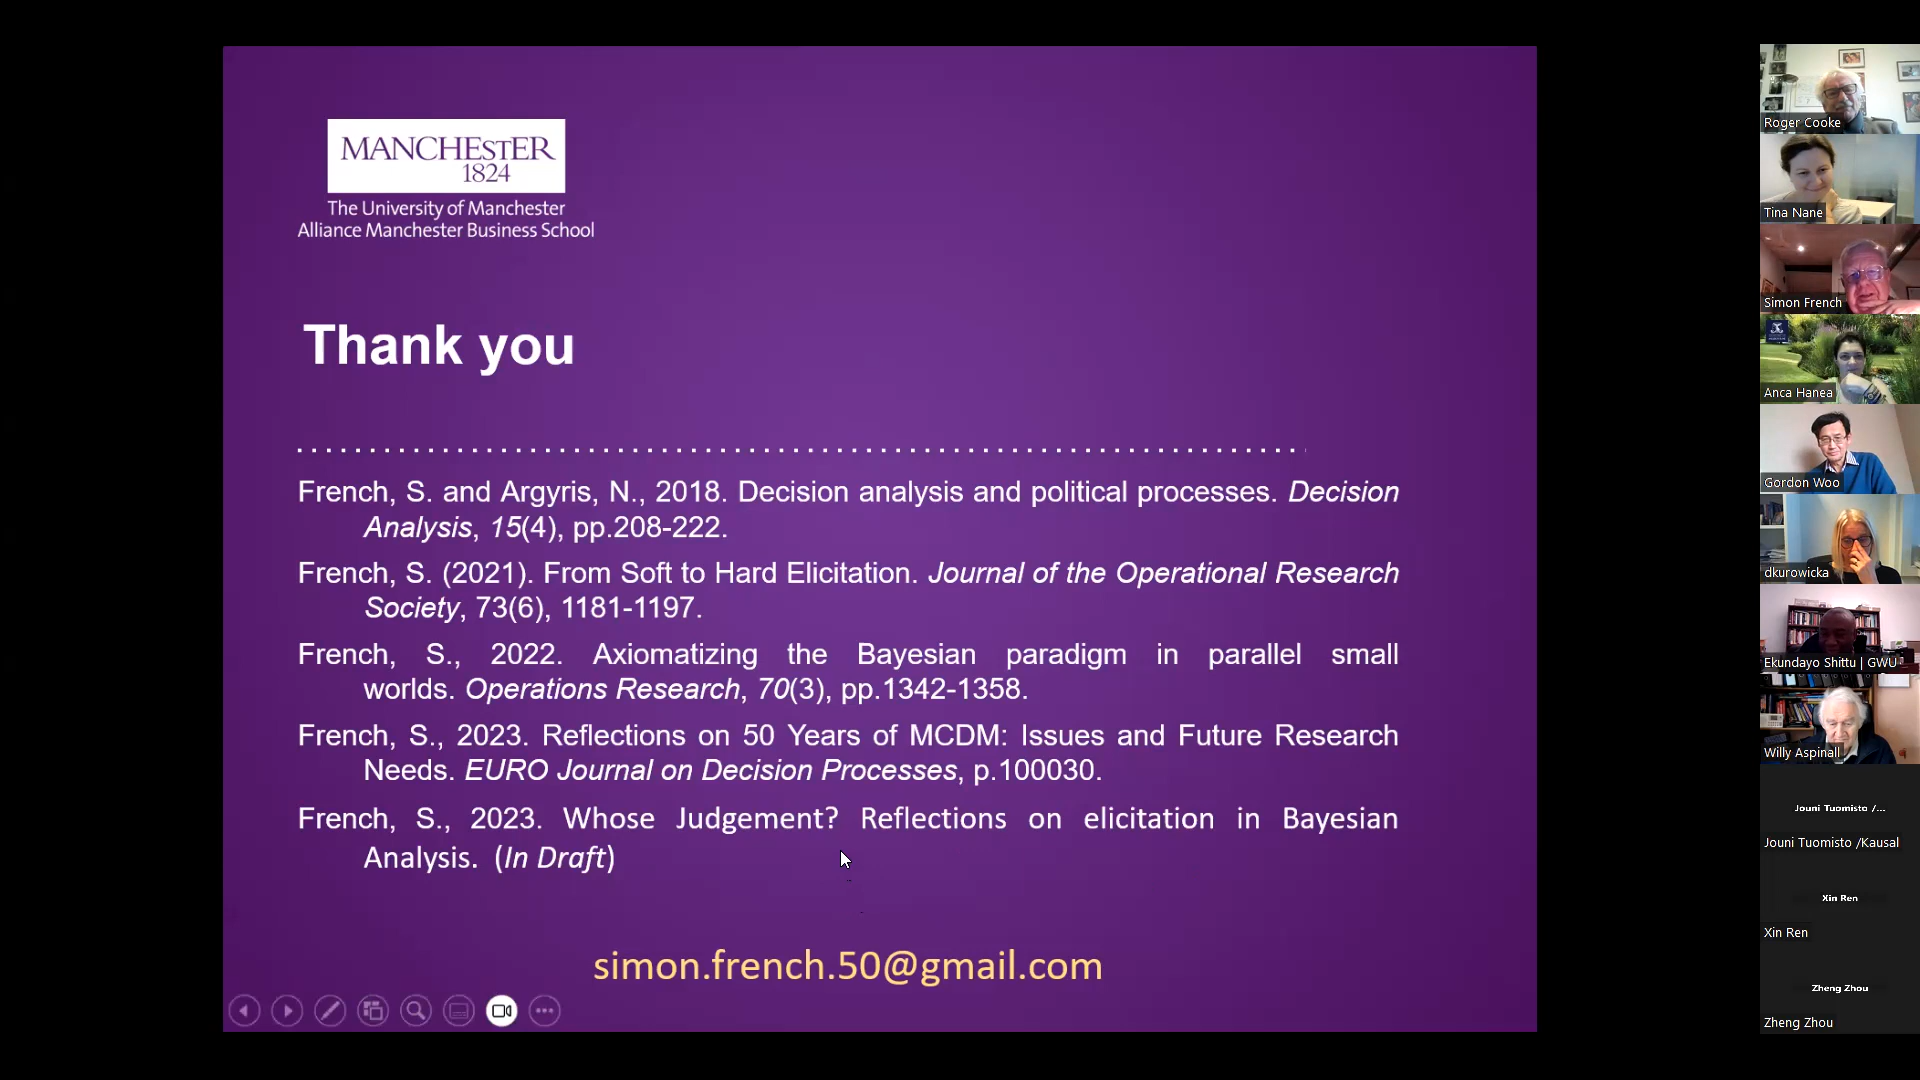 MANCHESTER
1824
The University of Manchester
Alliance Manchester Business School
Thank you
French, S. and Argyris, N., 2018. Decision analysis and political processes. Decision
Analysis, 15(4), pp.208-222.
French, S. (2021). From Soft to Hard Elicitation. Journal of the Operational Research
Society, 73(6), 1181-1197.
French, S., 2022. Axiomatizing the Bayesian paradigm in parallel small
worlds. Operations Research, 70(3), pp.1342-1358.
French, S., 2023. Reflections on 50 Years of MCDM: Issues and Future Research
Needs. EURO Journal on Decision Processes, p.100030.
French, S., 2023. Whose Judgement? Reflections on elicitation in Bayesian
Analysis. (In Draft)
simon.french.50@gmail.com
Roger Cooke
Tina Nane
Simon French
Anca Hanea
Gordon Woo
dkurowicka
Ekundayo Shittu | GWU
Willy Aspinall
Jouni Tuomisto /...
Jouni Tuomisto /Kausal
Xin Ren
Xin Ren
Zheng Zhou
Zheng Zhou